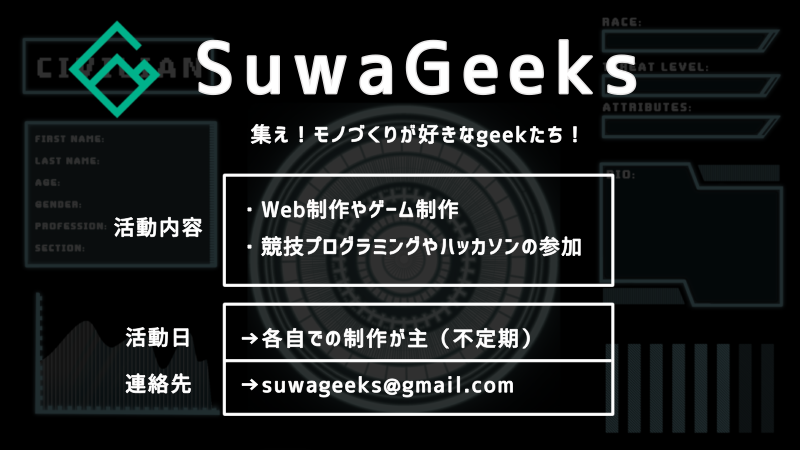 CIVILIAN
SuwaGeeks
集え！モノづくりが好きなgeekたち！
RACE:
THREAT LEVEL:
ATTRIBUTES:
BIO:
FIRST NAME:
LAST NAME:
AGE:
GENDER:
PROFESSION:
SECTION:
活動内容
・Web制作やゲーム制作
・競技プログラミングやハッカソンの参加
活動日
→各自での制作が主（不定期）
連絡先
→suwageeks@gmail.com